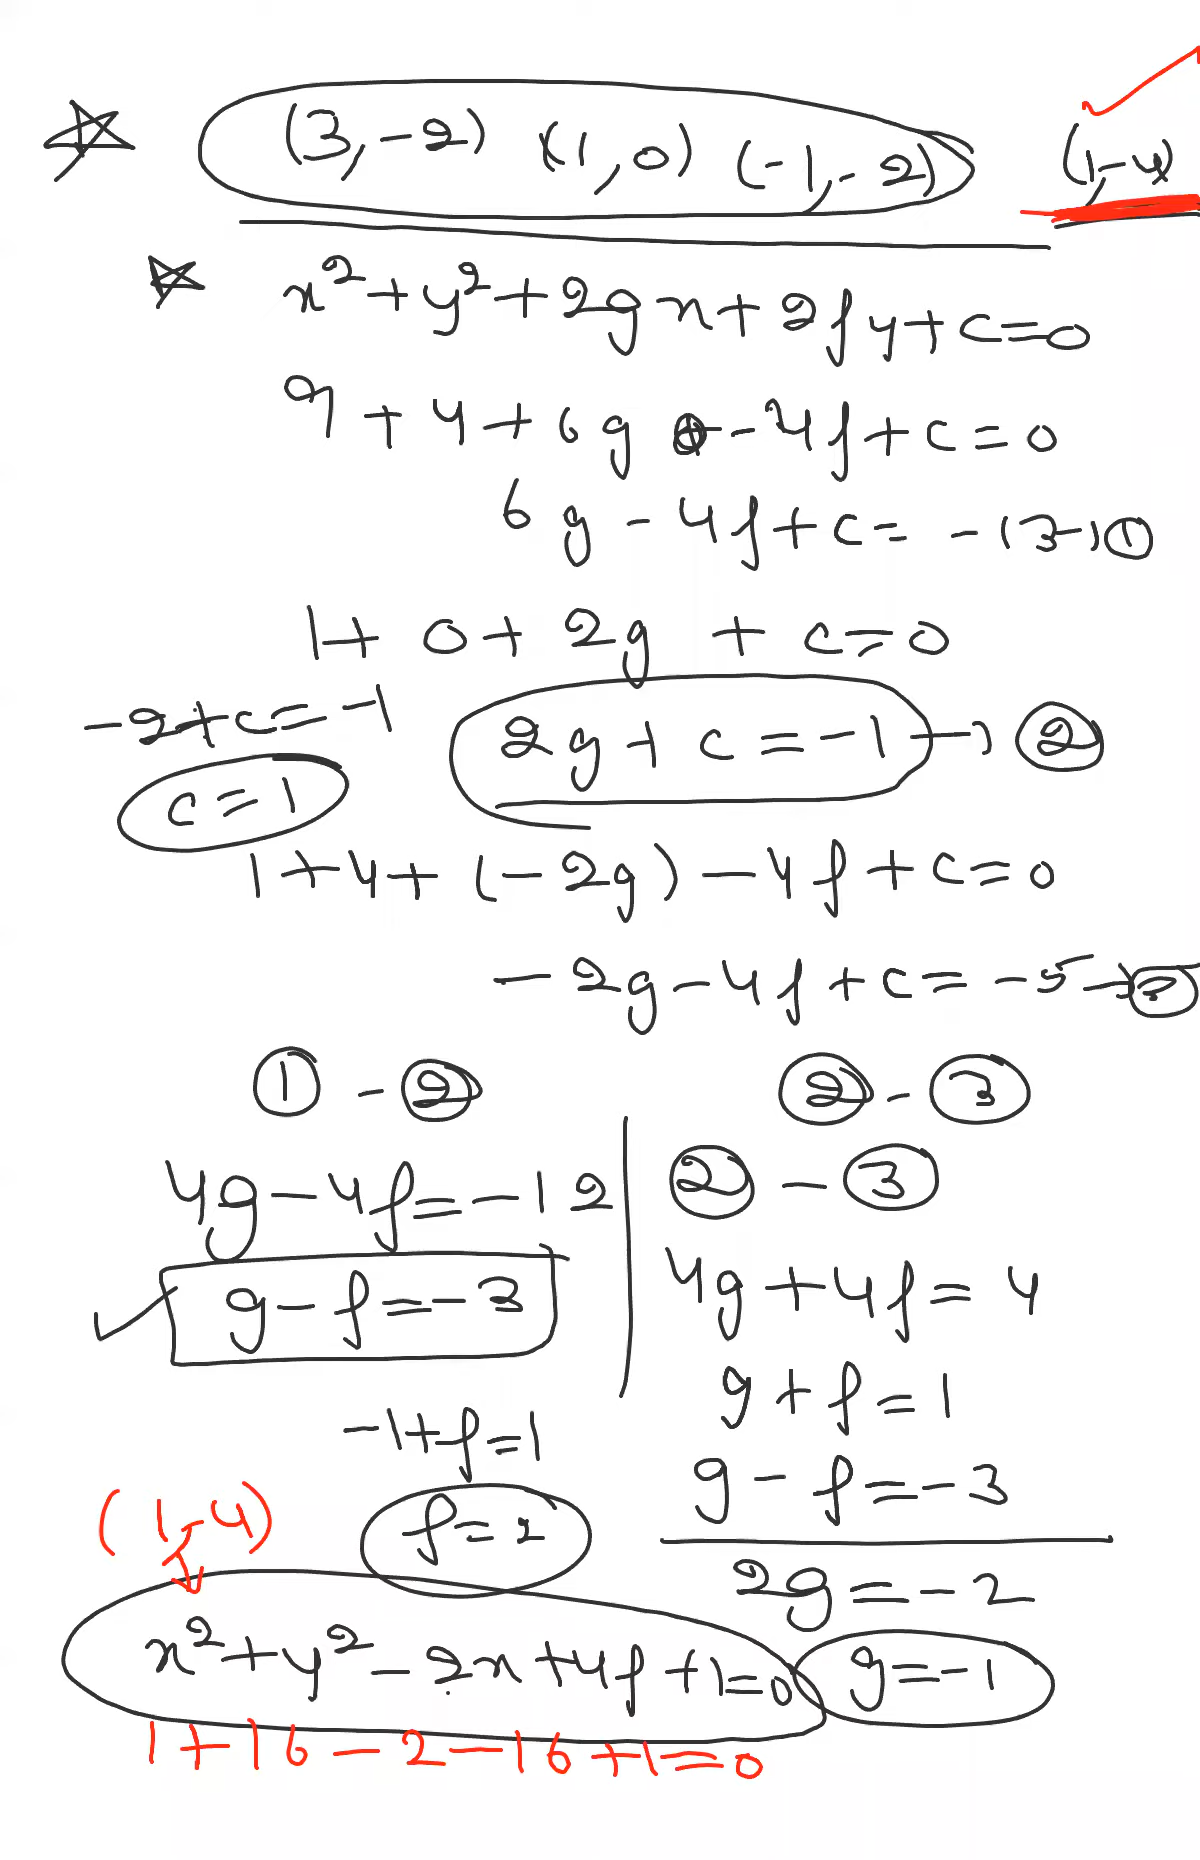 (3,-2) (1,0) (-1,-2) (1,-4)
x²+y²+2gx+2fy+c=0
9+4+6g-4f+c=0
6g-4f+c=-13→①
1+0+2g+c=0
-2+c=-1
2g+c=-1→②
c=1
1+4+(-2g)-4f+c=0
-2g-4f+c=-5→③
①-②
②-③
②-③
4g-4f=-12
4g+4f=4
g-f=-3
g+f=1
-1+f=1
g-f=-3
(1,-4)
f=2
2g=-2
x²+y²-2x+4f+1=0
g=-1
1+16-2-16+1=0